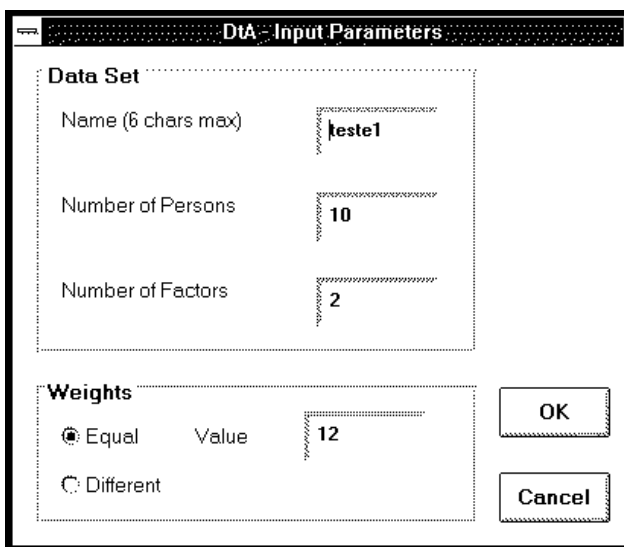 DtA - Input Parameters
Data Set
Name (6 chars max) teste1
Number of Persons 10
Number of Factors 2
Weights
Equal Value 12
Different
OK
Cancel